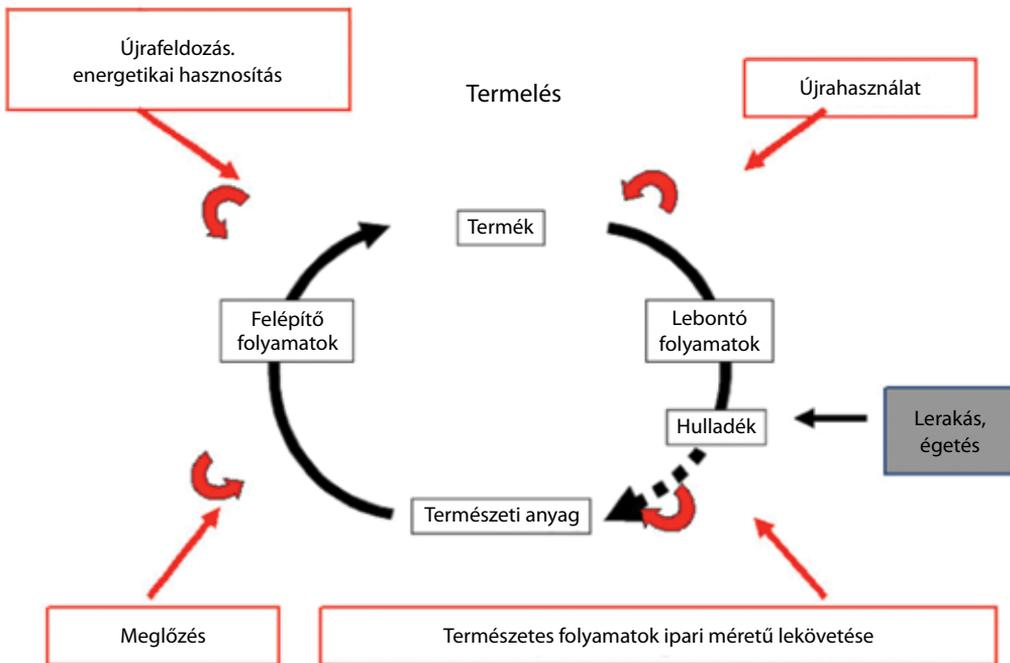 Újrafeldozás.
energetikai hasznosítás
Termelés
Újrahasználat
Termék
Felépítő
folyamatok
Lebontó
folyamatok
Hulladék
Lerakás,
égetés
Természeti anyag
Meglőzés
Természetes folyamatok ipari méretű lekövetése